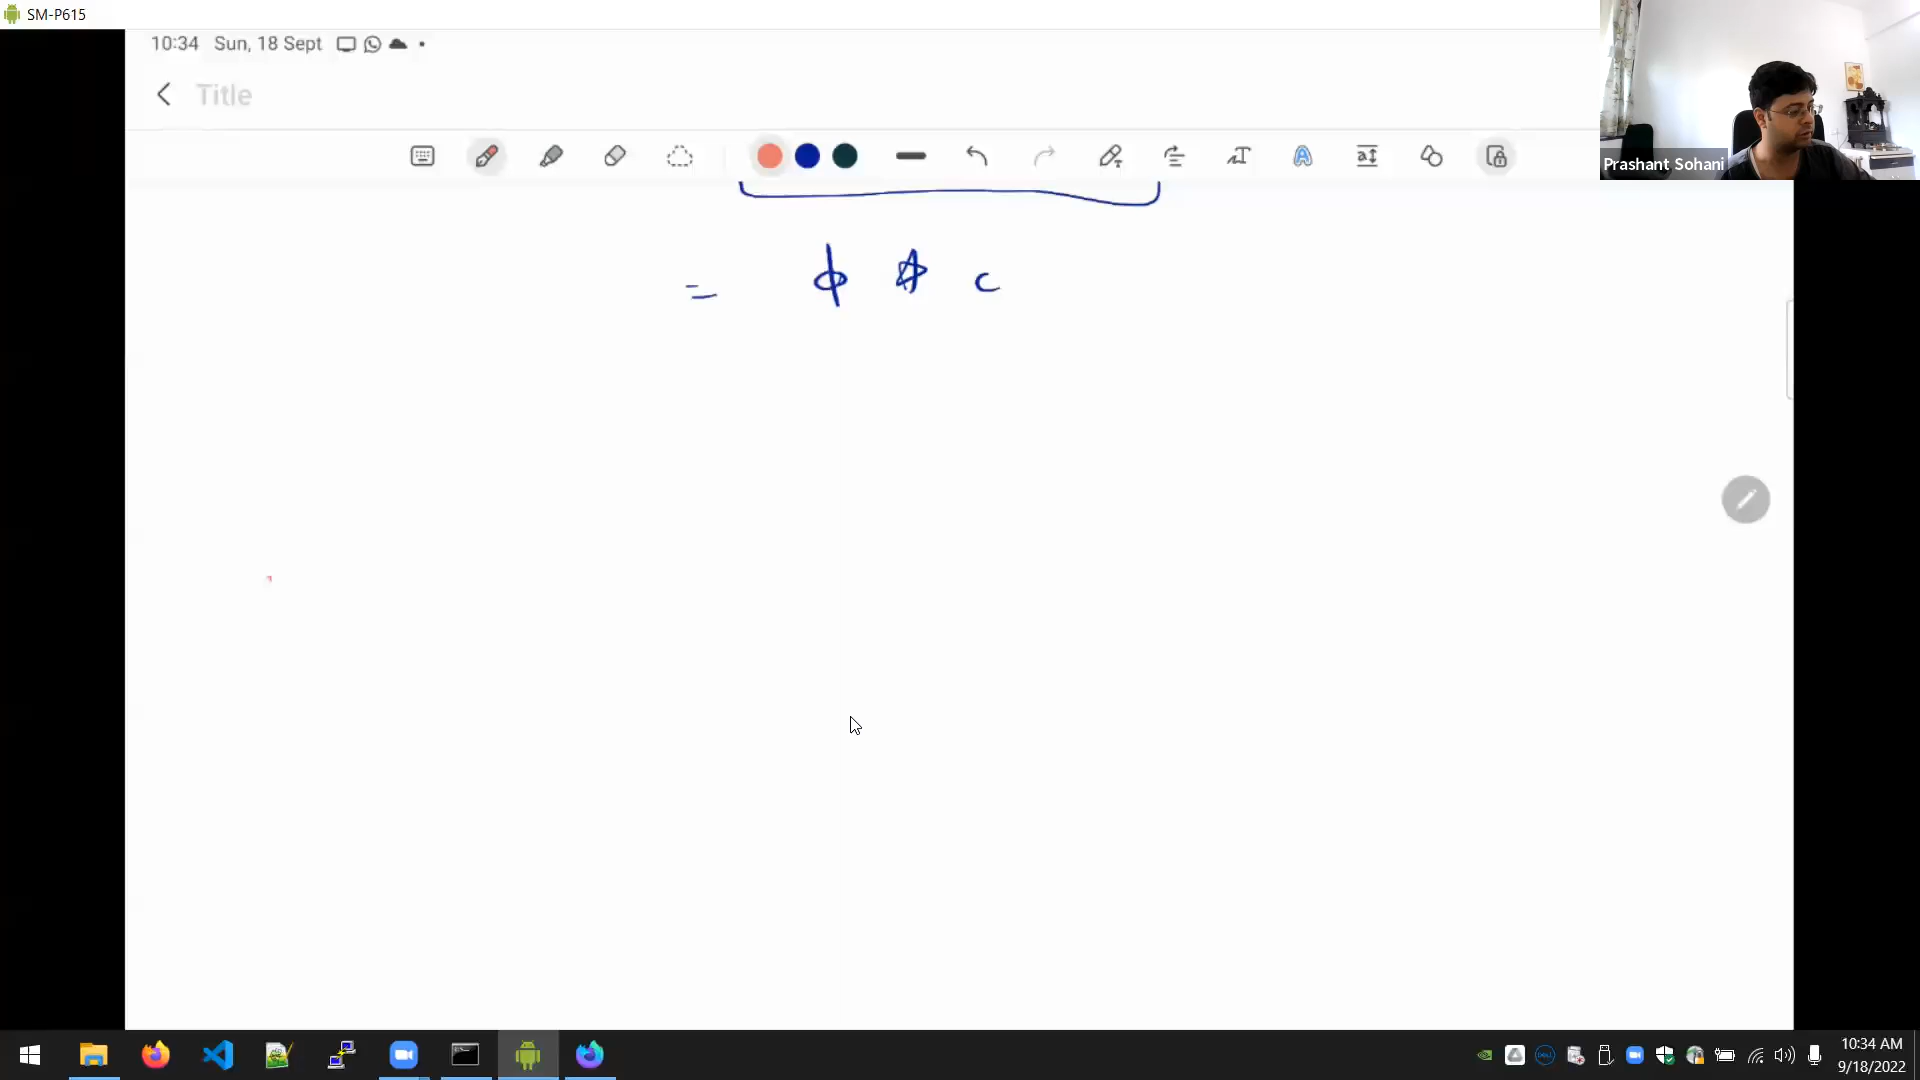 SM-P615
10:34 Sun, 18 Sept
Title
Prashant Sohani
= ϕ * c
10:34 AM
9/18/2022